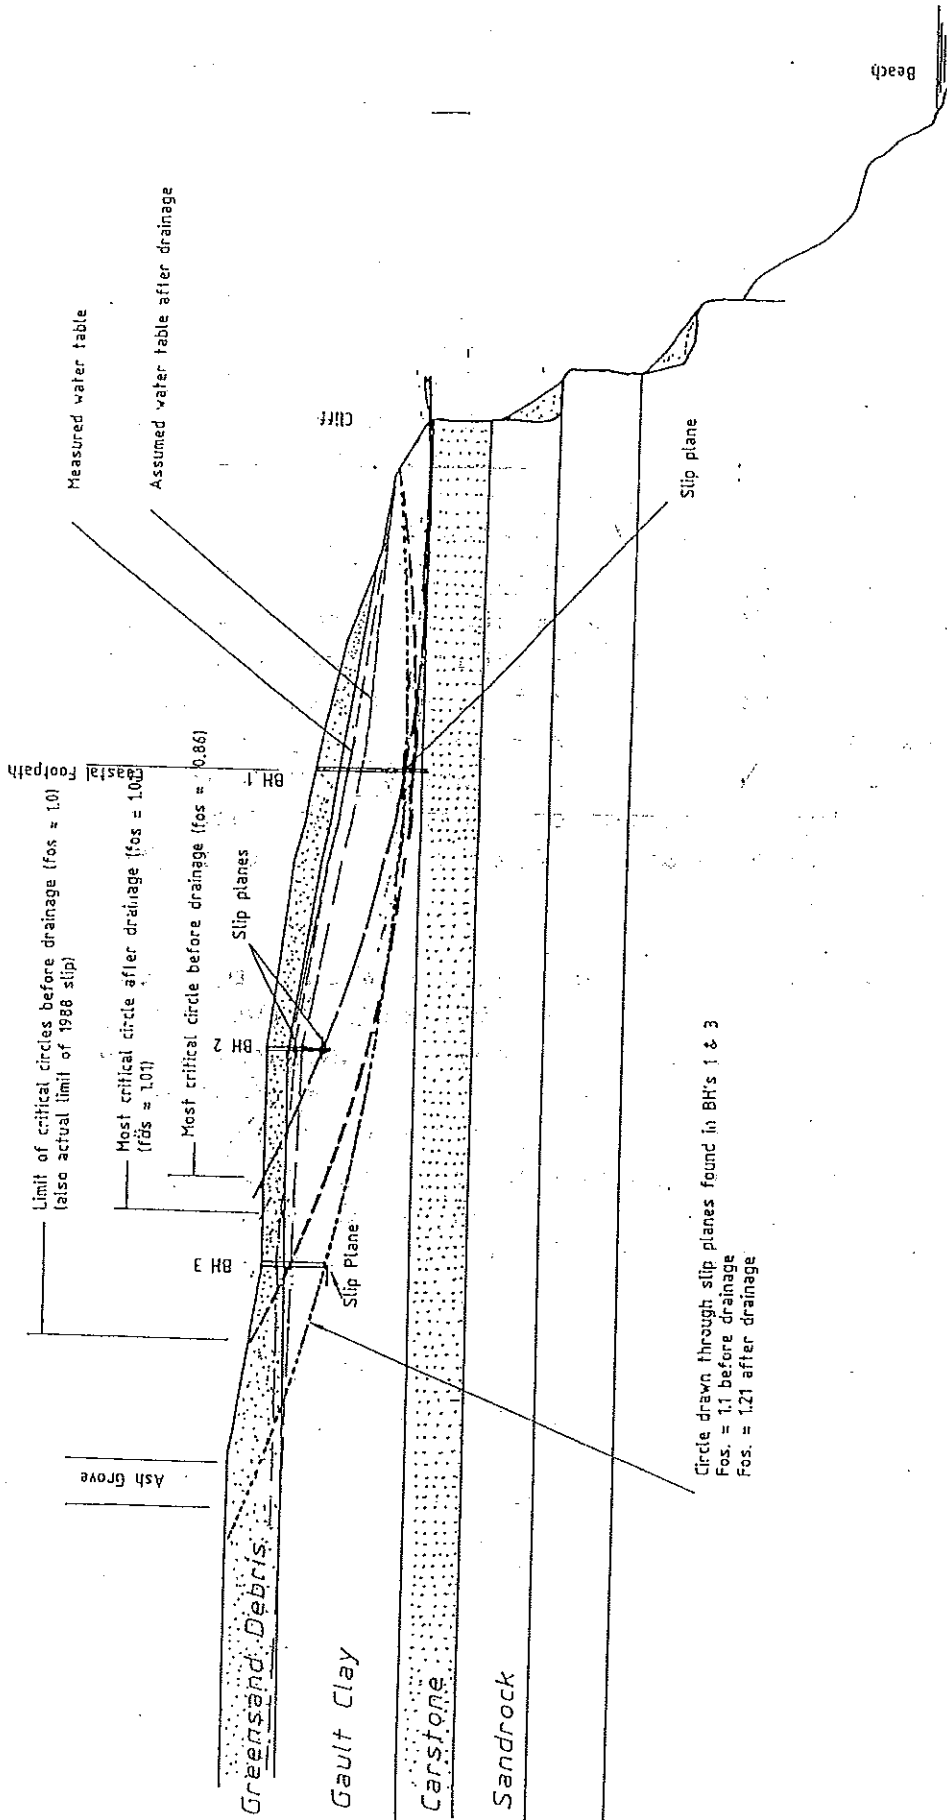 Limit of critical circles before drainage (fos = 1.0)
(also actual limit of 1988 slip)
Most critical circle after drainage (fos = 1.01)
(fos = 1.01)
Most critical circle before drainage (fos = 0.86)
Coastal
Footpath
Measured water table
Assumed water table after drainage
Ash Grove
BH 3
BH 2
BH 1
Cliff
Beach
Slip planes
Slip Plane
Slip plane
Greensand Debris
Gault Clay
Carstone
Sandrock
Circle drawn through slip planes found in BH's 1 & 3
Fos. = 1.1 before drainage
Fos. = 1.21 after drainage